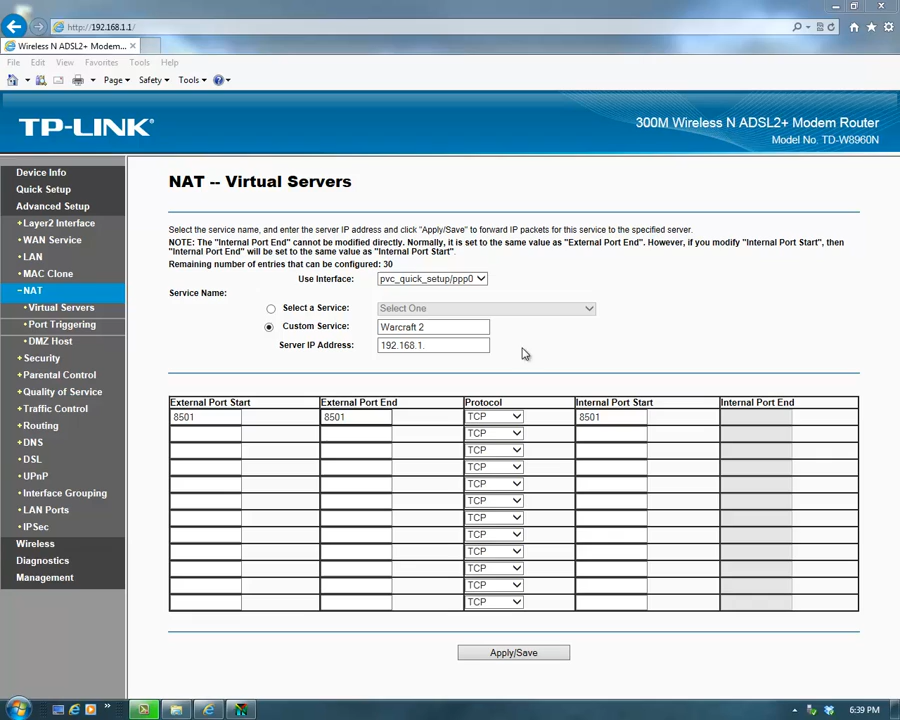 http://192.168.1.1/
Wireless N ADSL2+ Modem...
File Edit View Favorites Tools Help
Page Safety Tools
TP-LINK
300M Wireless N ADSL2+ Modem Router
Model No. TD-W8960N
Device Info
Quick Setup
Advanced Setup
+Layer2 Interface
+WAN Service
+LAN
+MAC Clone
-NAT
•Virtual Servers
•Port Triggering
•DMZ Host
+Security
+Parental Control
+Quality of Service
+Traffic Control
+Routing
+DNS
+DSL
+UPnP
+Interface Grouping
+LAN Ports
+IPSec
Wireless
Diagnostics
Management
NAT -- Virtual Servers
Select the service name, and enter the server IP address and click "Apply/Save" to forward IP packets for this service to the specified server.
NOTE: The "Internal Port End" cannot be modified directly. Normally, it is set to the same value as "External Port End". However, if you modify "Internal Port Start", then
"Internal Port End" will be set to the same value as "Internal Port Start".
Remaining number of entries that can be configured: 30
Use Interface: pvc_quick_setup/ppp0
Service Name:
Select a Service: Select One
Custom Service: Warcraft 2
Server IP Address: 192.168.1.
External Port Start External Port End Protocol Internal Port Start Internal Port End
8501 8501 TCP 8501
TCP
TCP
TCP
TCP
TCP
TCP
TCP
TCP
TCP
TCP
TCP
Apply/Save
6:39 PM